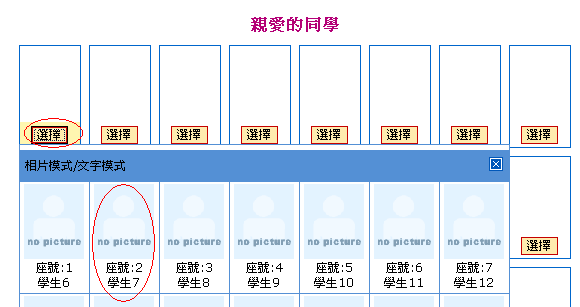 親愛的同學
選擇 選擇 選擇 選擇 選擇 選擇 選擇 選擇
相片模式/文字模式
選擇
no picture no picture no picture no picture no picture no picture no picture
座號:1 座號:2 座號:3 座號:4 座號:5 座號:6 座號:7
學生6 學生7 學生8 學生9 學生10 學生11 學生12